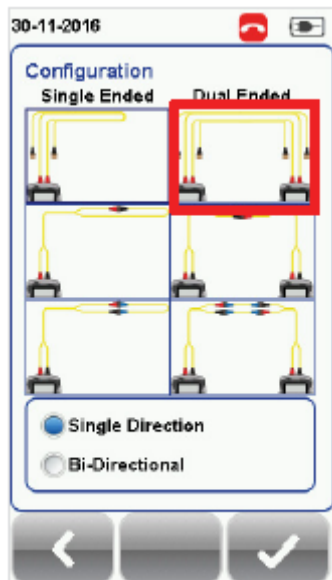 30-11-2016
Configuration
Single Ended Dual Ended
Single Direction
Bi-Directional